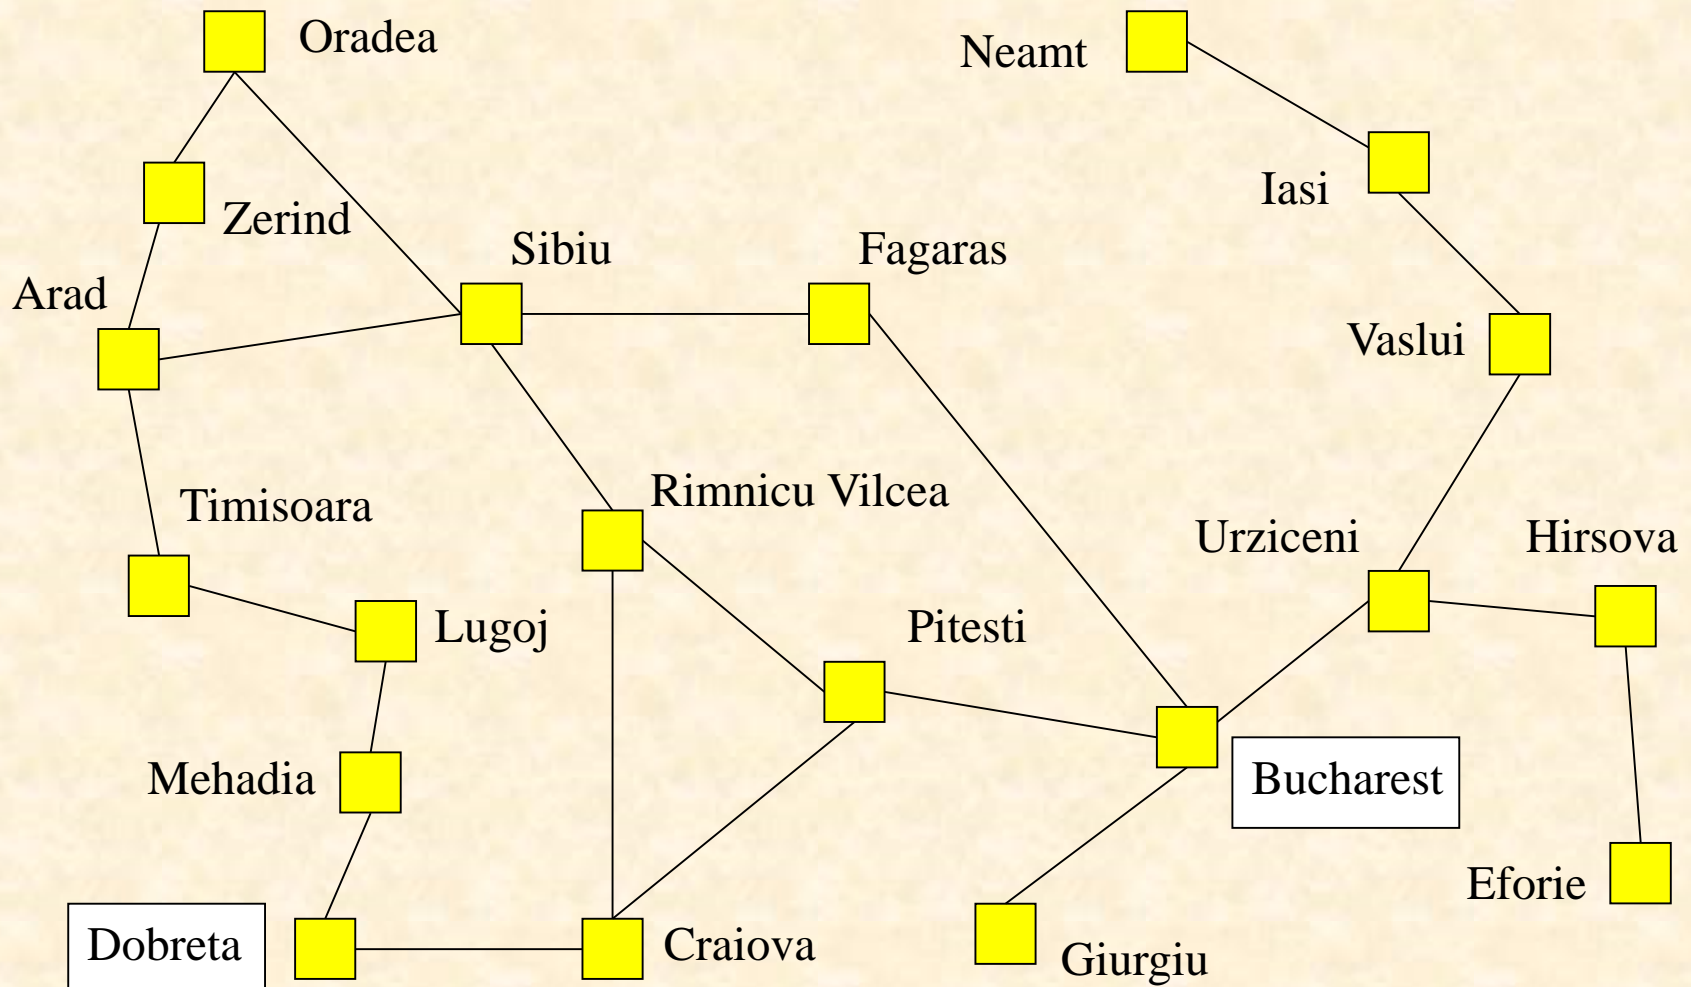 Oradea
Neamt
Iasi
Zerind
Sibiu
Fagaras
Arad
Vaslui
Rimnicu Vilcea
Timisoara
Urziceni
Hirsova
Lugoj
Pitesti
Mehadia
Bucharest
Eforie
Dobreta
Craiova
Giurgiu